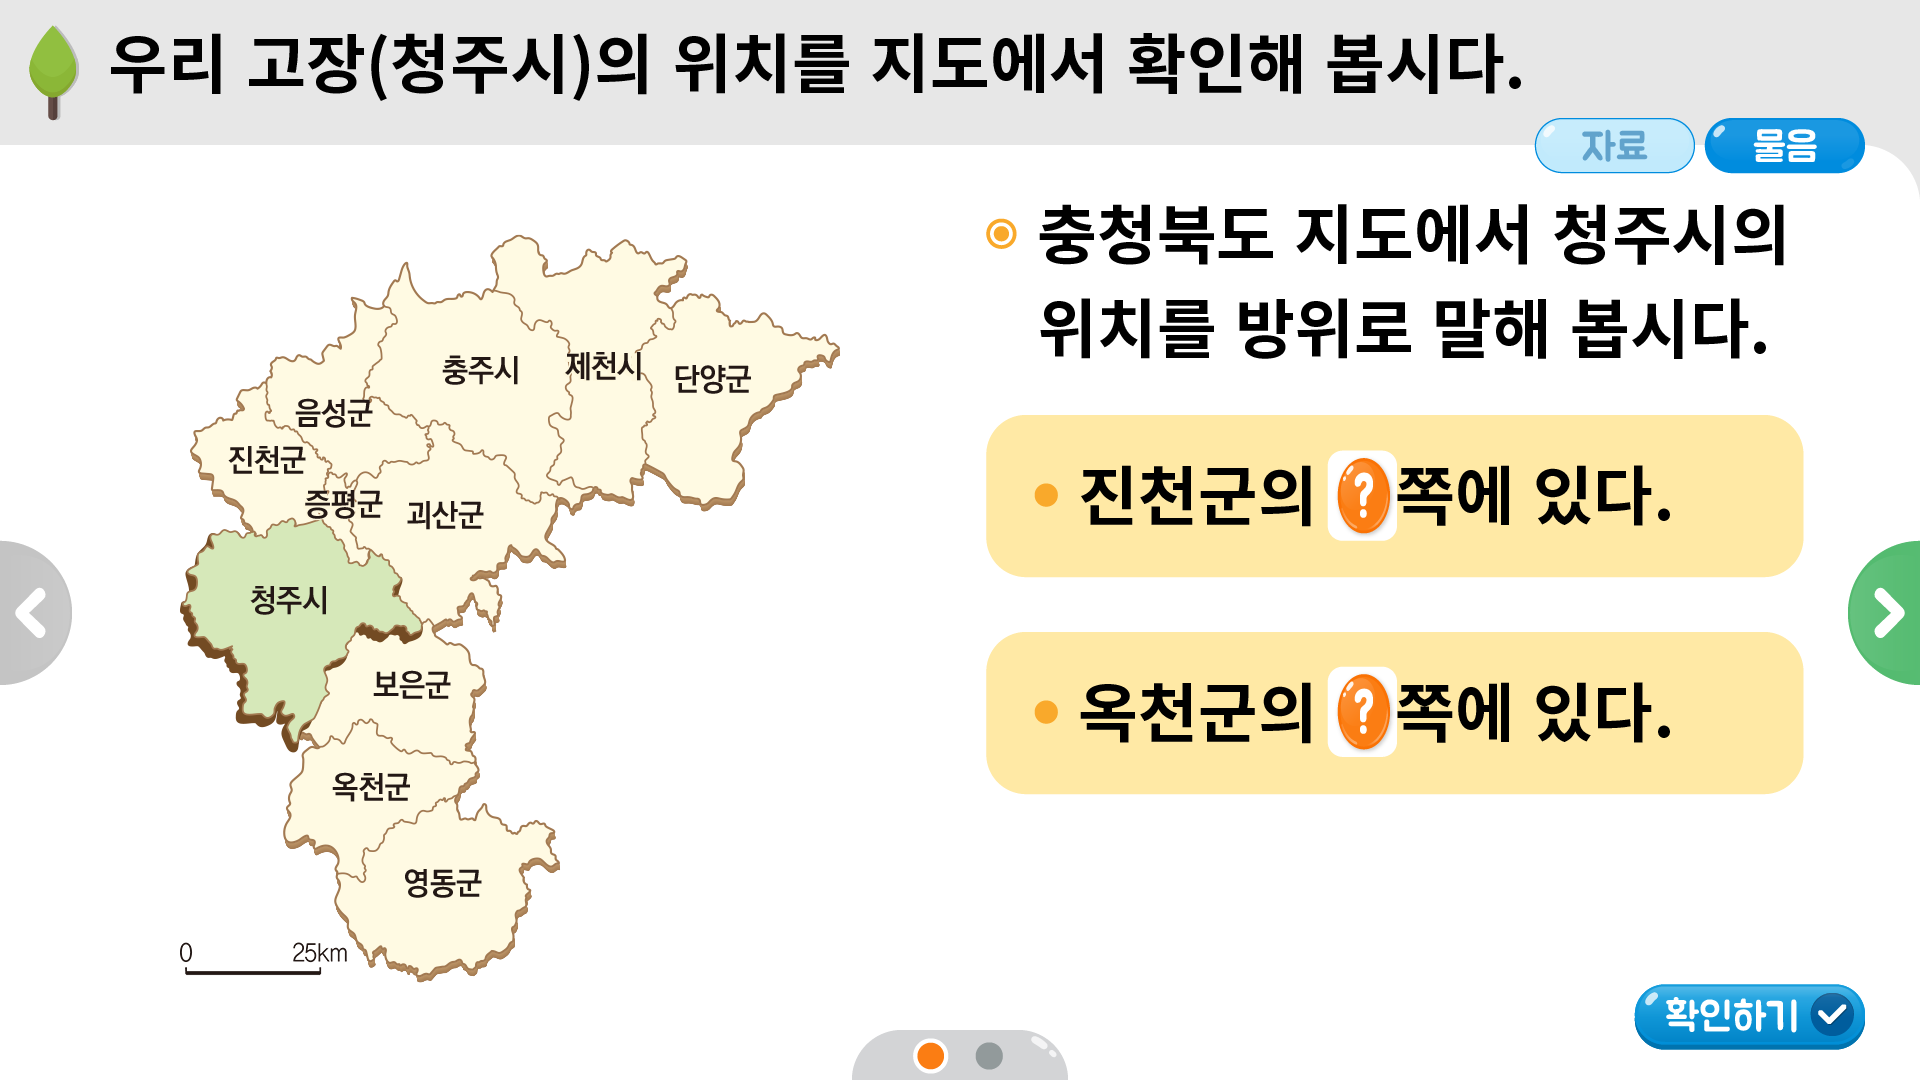 우리 고장(청주시)의 위치를 지도에서 확인해 봅시다.
자료
물음
충청북도 지도에서 청주시의
위치를 방위로 말해 봅시다.
진천군의 ? 쪽에 있다.
옥천군의 ? 쪽에 있다.
충주시
제천시
단양군
음성군
진천군
증평군
괴산군
청주시
보은군
옥천군
영동군
0 25km
확인하기